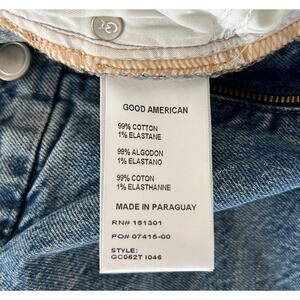 GOOD AMERICAN
99% COTTON
1% ELASTANE
99% ALGODON
1% ELASTANO
99% COTON
1% ELASTHANNE
MADE IN PARAGUAY
RN# 151301
PO# 07415-00
STYLE:
GC062T I046